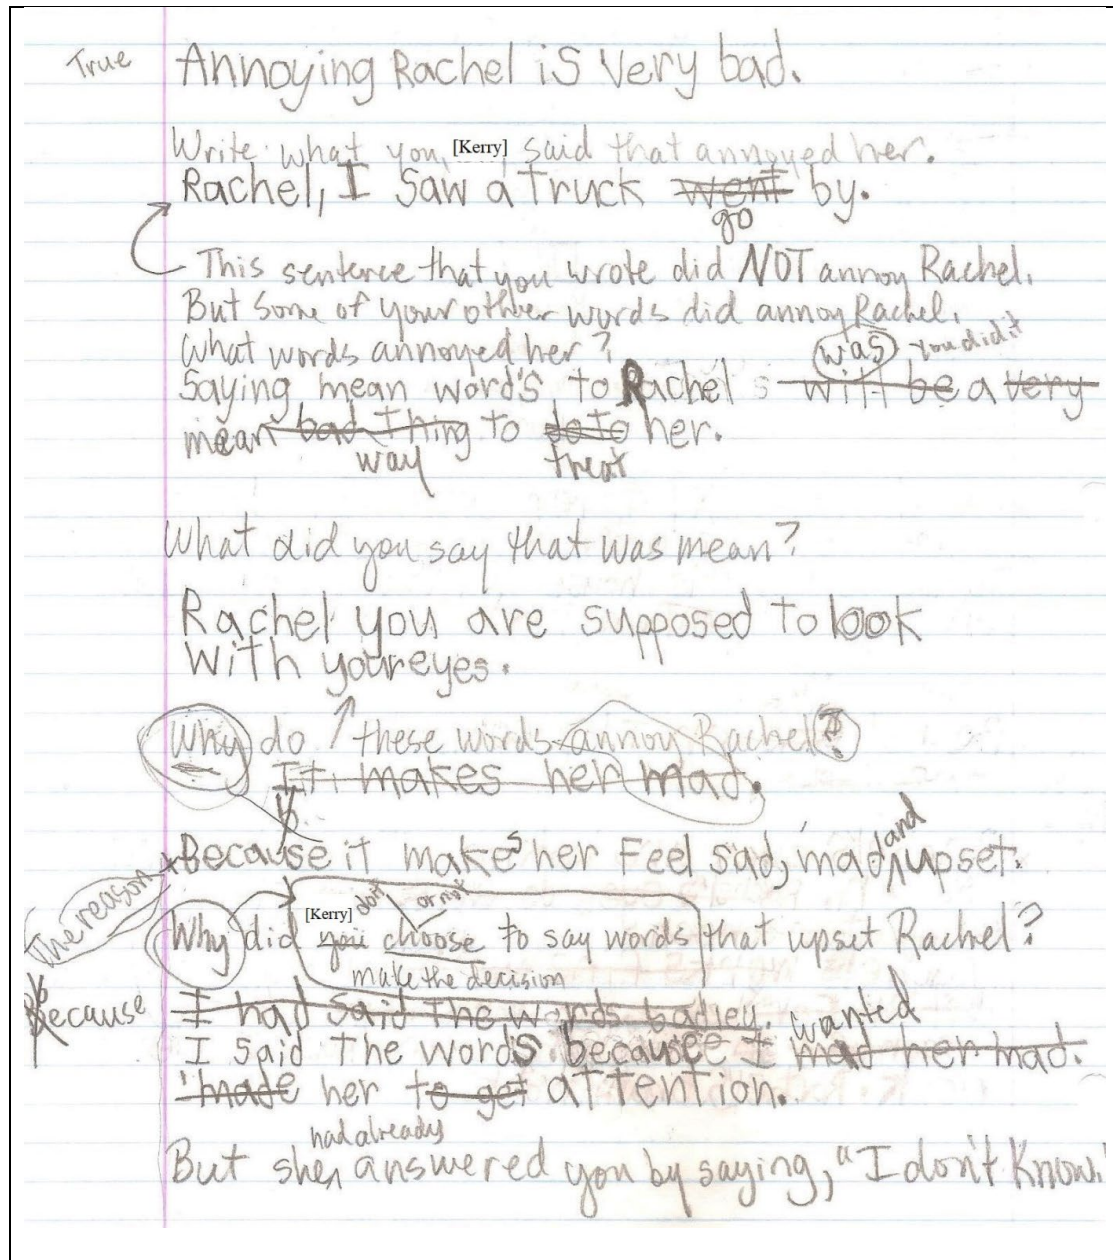 True Annoying Rachel is very bad.
Write what you, [Kerry] said that annoyed her.
Rachel, I saw a truck went by.
go
This sentence that you wrote did NOT annoy Rachel.
But some of your other words did annoy Rachel.
What words annoyed her?
was you did it
Saying mean word's to Rachel s will be a very
mean bad thing to do to her.
way treat
What did you say that was mean?
Rachel you are supposed to look
with your eyes.
Why do these words annoy Rachel?
It makes her mad.
and
Because it makes her Feel sad, mad, upset.
The reason
or not
Why did [Kerry] you choose to say words that upset Rachel?
make the decision
I had said the words badley. wanted
Because
I said the words because I mad her mad.
made her to get attention.
had already
But she answered you by saying, "I don't know."